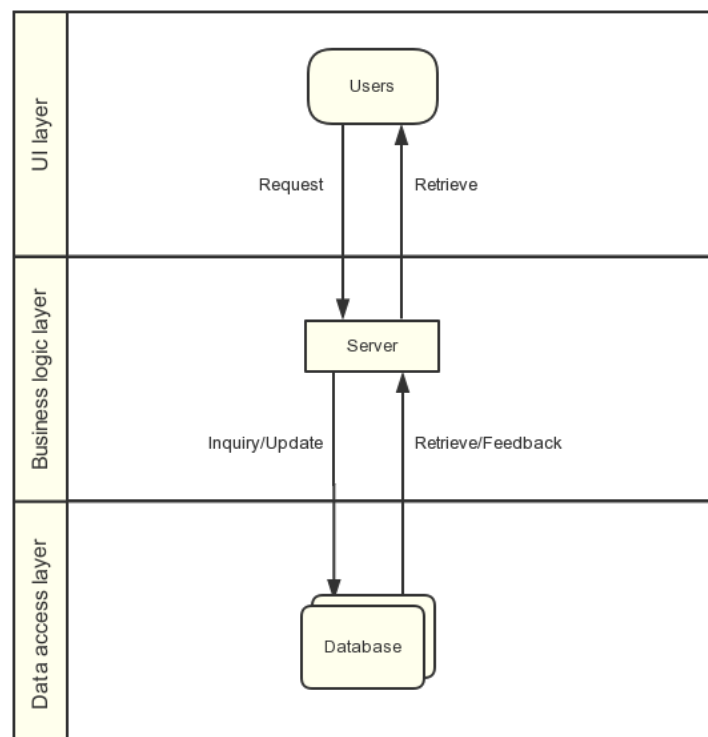 UI layer
Users
Request
Retrieve
Business logic layer
Server
Inquiry/Update
Retrieve/Feedback
Data access layer
Database